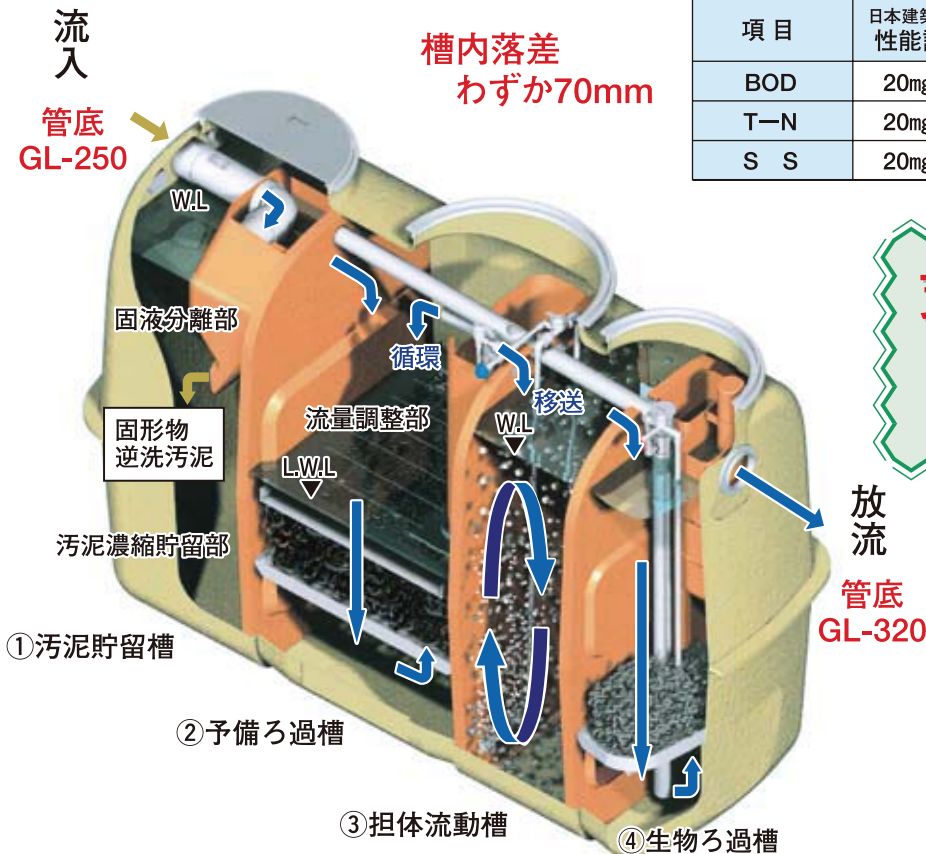 流入
管底
GL-250
槽内落差
わずか70mm
項 目
日本建築
性能
BOD
20mg
T-N
20mg
S S
20mg
W.L
固液分離部
循環
移送
流量調整部
W.L
L.W.L
固形物
逆洗汚泥
汚泥濃縮貯留部
放流
管底
GL-320
①汚泥貯留槽
②予備ろ過槽
③担体流動槽
④生物ろ過槽